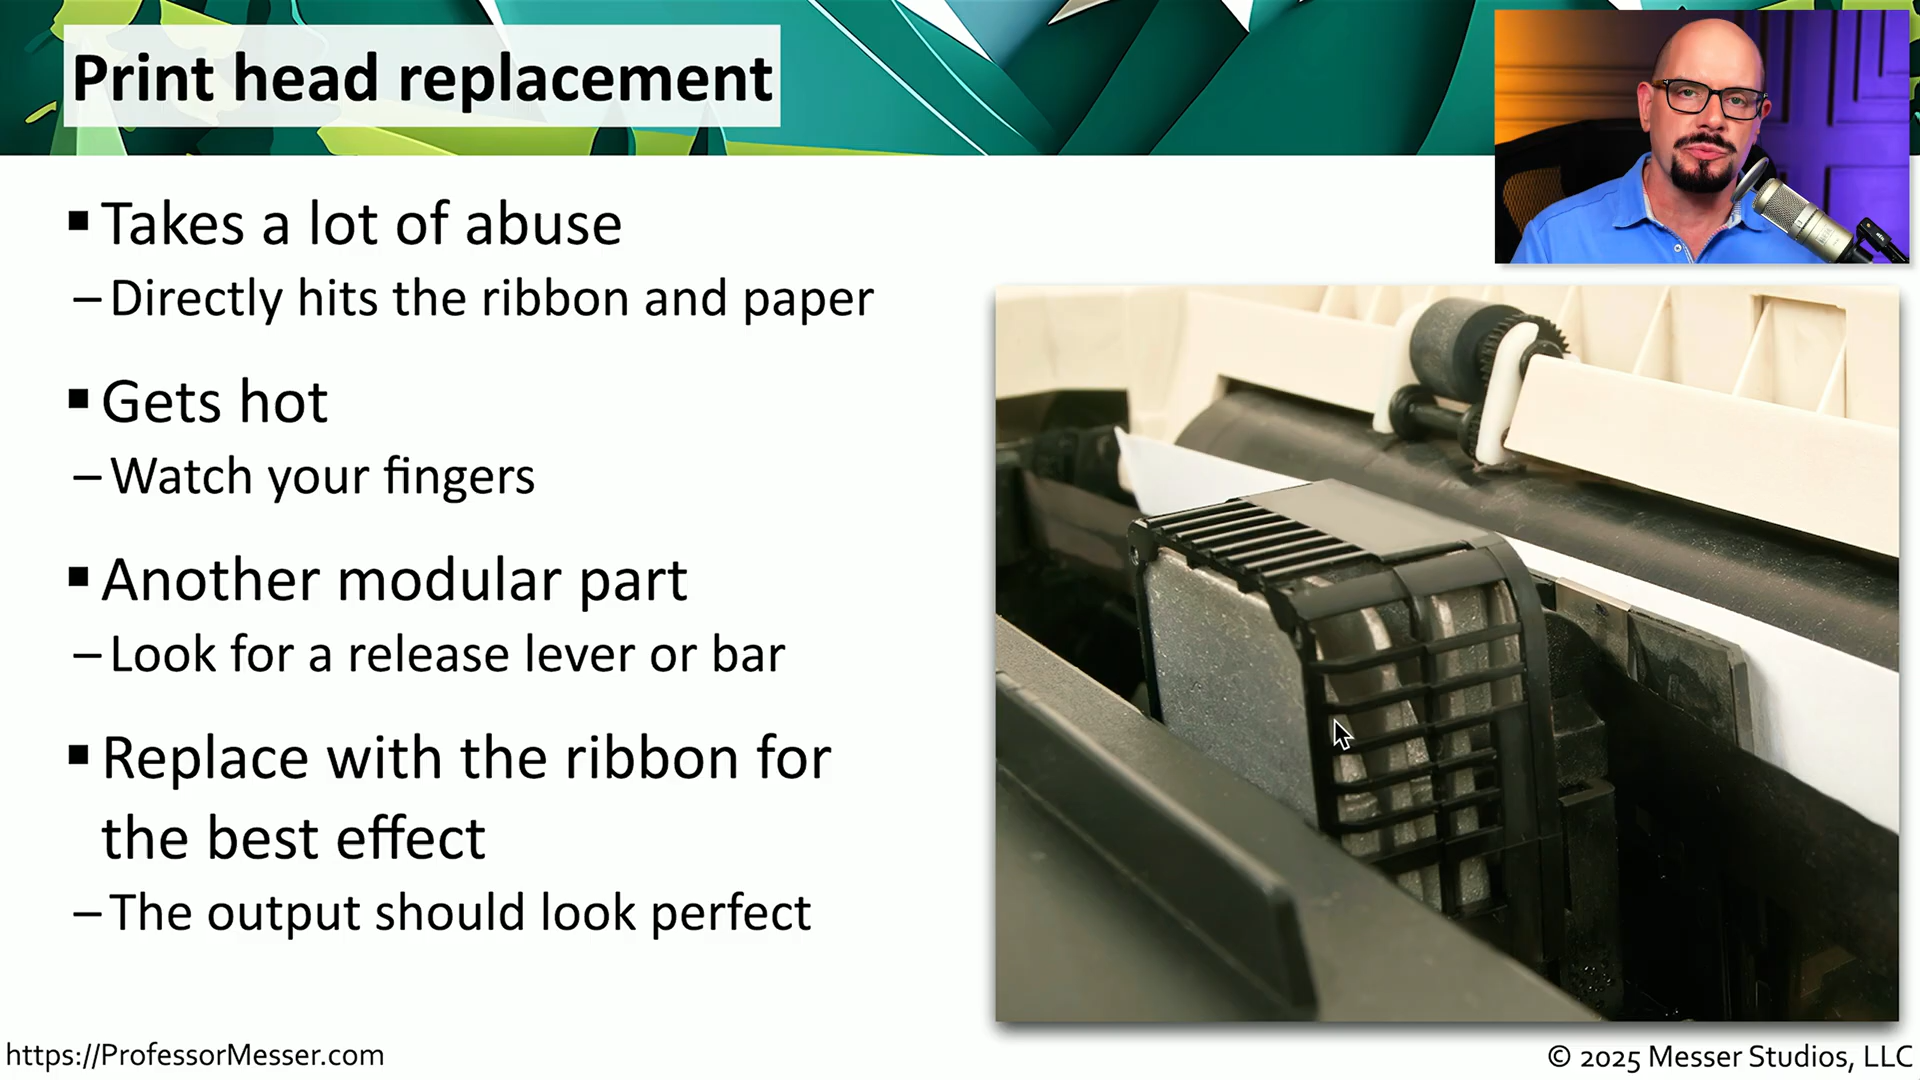 Print head replacement
▪ Takes a lot of abuse
– Directly hits the ribbon and paper
▪ Gets hot
– Watch your fingers
▪ Another modular part
– Look for a release lever or bar
▪ Replace with the ribbon for
the best effect
– The output should look perfect
https://ProfessorMesser.com
© 2025 Messer Studios, LLC